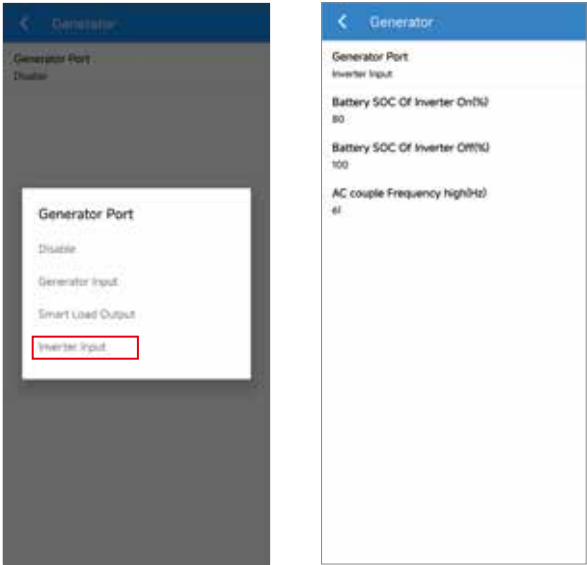 Generator
Generator Port
Disable
Generator Port
Disable
Generator Input
Smart Load Output
Inverter Input
Generator
Generator Port
Inverter Input
Battery SOC Of Inverter On(%)
80
Battery SOC Of Inverter Off(%)
100
AC couple Frequency high(Hz)
61